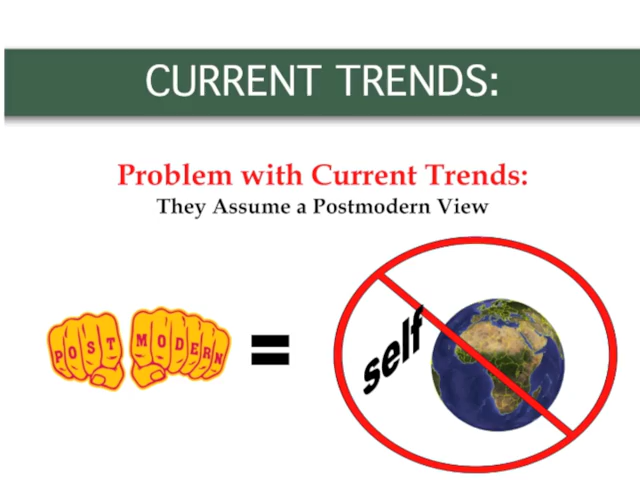 CURRENT TRENDS:
Problem with Current Trends:
They Assume a Postmodern View
POST MODERN
=
self